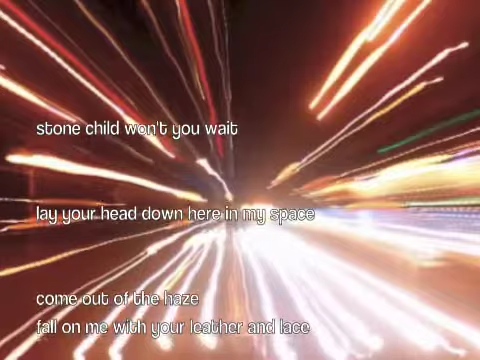 stone child won't you wait
lay your head down here in my space
come out of the haze
fall on me with your leather and lace